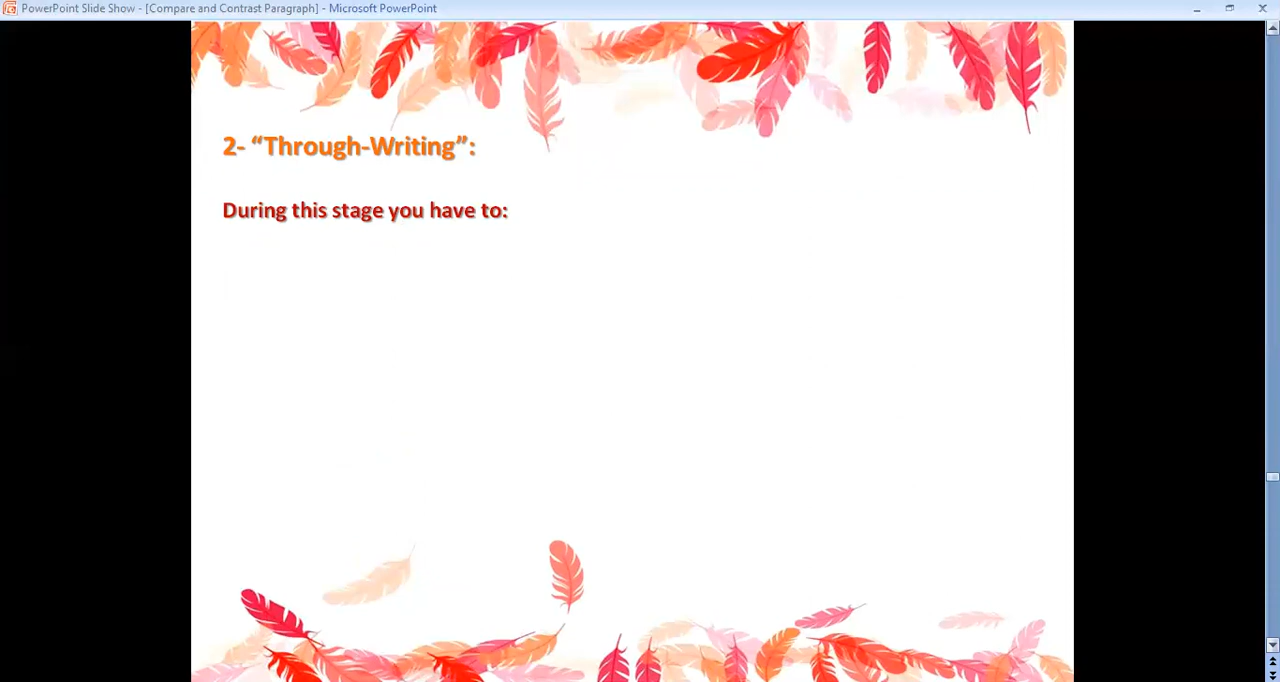 PowerPoint Slide Show - [Compare and Contrast Paragraph] - Microsoft PowerPoint
2- “Through-Writing”:
During this stage you have to: